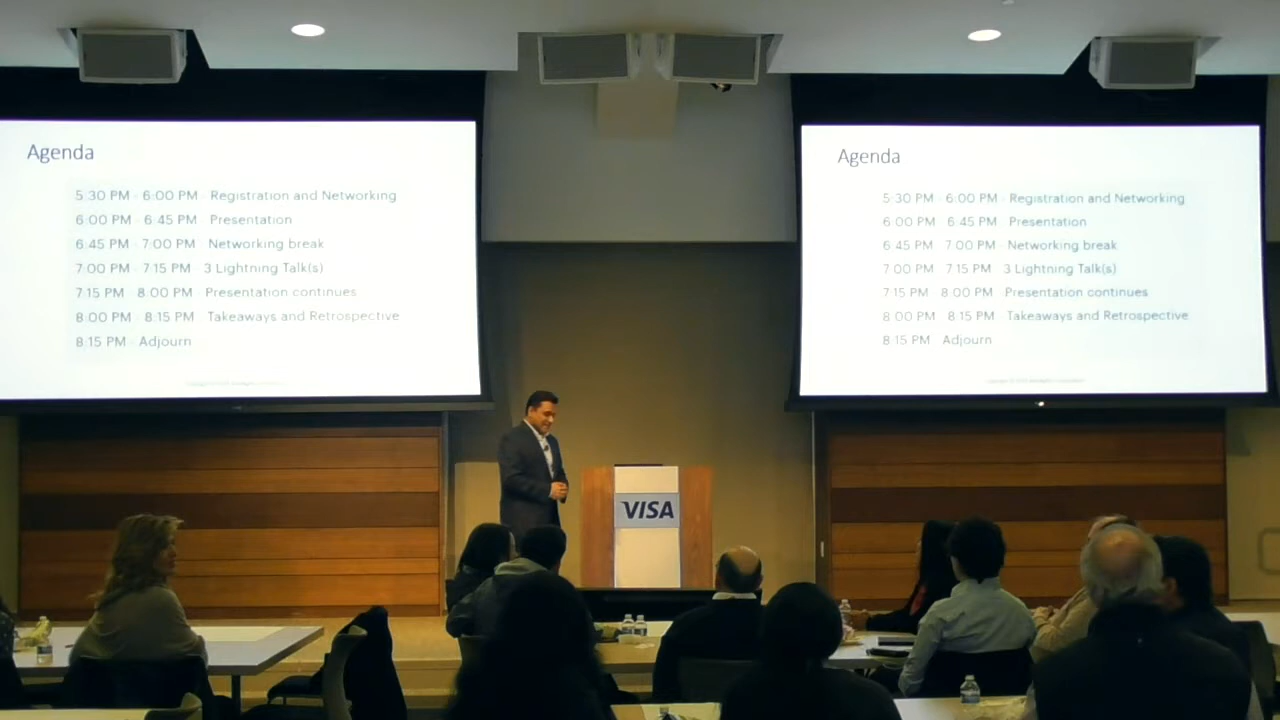 Agenda
5:30 PM - 6:00 PM Registration and Networking
6:00 PM - 6:45 PM Presentation
6:45 PM - 7:00 PM Networking break
7:00 PM - 7:15 PM 3 Lightning Talk(s)
7:15 PM 8:00 PM Presentation continues
8:00 PM - 8:15 PM Takeaways and Retrospective
8:15 PM Adjourn
Agenda
5:30 PM 6:00 PM Registration and Networking
6:00 PM 6:45 PM Presentation
6:45 PM 7:00 PM Networking break
7:00 PM 7:15 PM 3 Lightning Talk(s)
7:15 PM 8:00 PM Presentation continues
8:00 PM 8:15 PM Takeaways and Retrospective
8:15 PM Adjourn
VISA